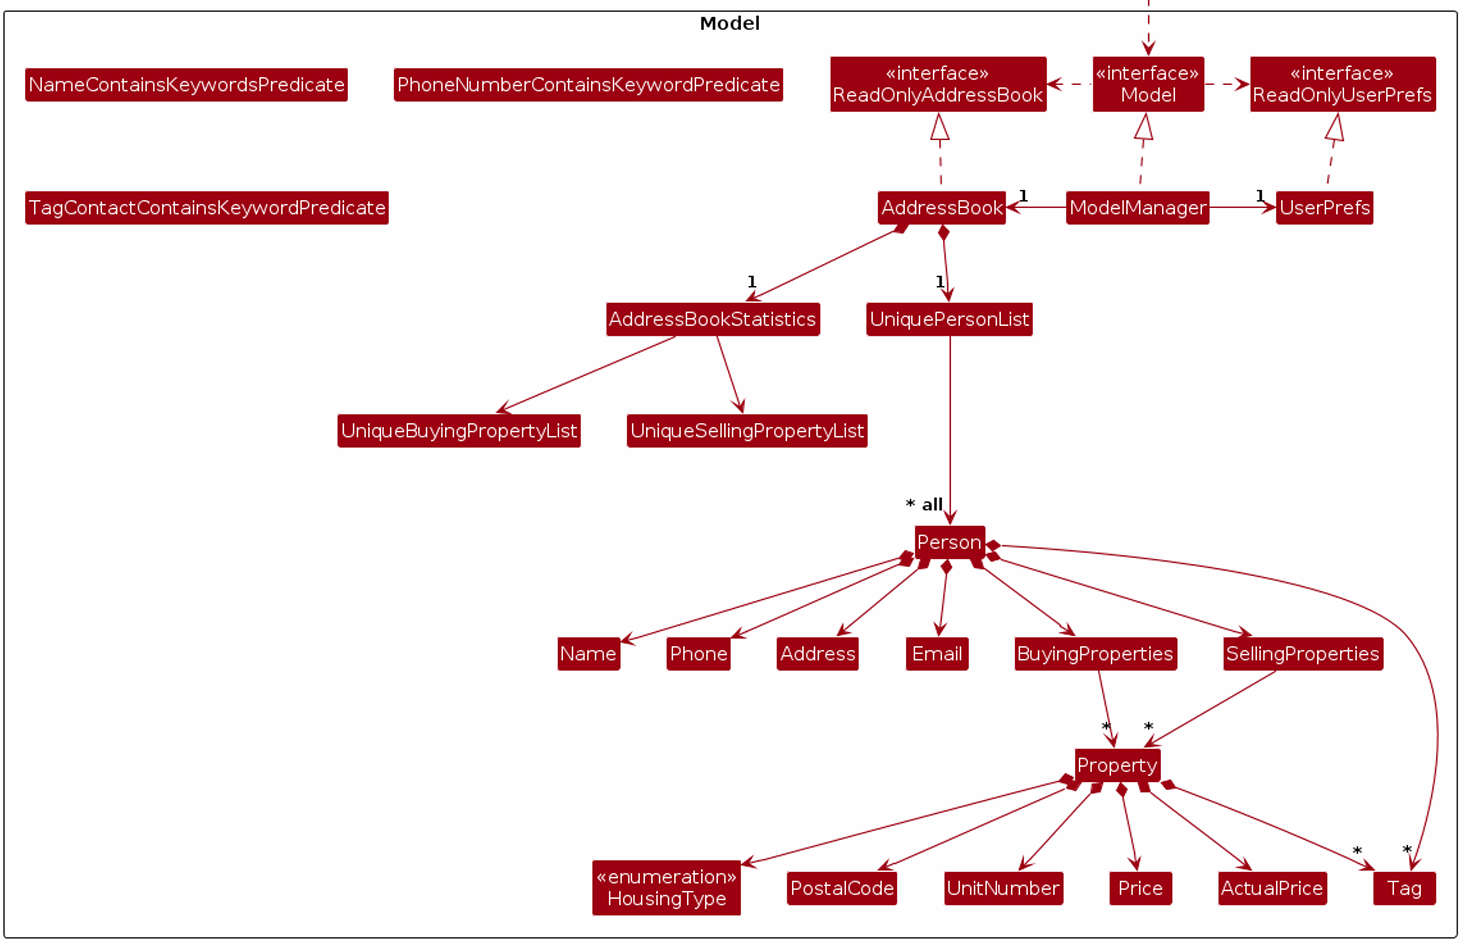 Model
NameContainsKeywordsPredicate
PhoneNumberContainsKeywordPredicate
«interface»
ReadOnlyAddressBook
«interface»
Model
«interface»
ReadOnlyUserPrefs
TagContactContainsKeywordPredicate
AddressBook
1
ModelManager
1
UserPrefs
1
1
AddressBookStatistics
UniquePersonList
UniqueBuyingPropertyList
UniqueSellingPropertyList
* all
Person
Name
Phone
Address
Email
BuyingProperties
SellingProperties
*
*
Property
*
*
«enumeration»
HousingType
PostalCode
UnitNumber
Price
ActualPrice
Tag